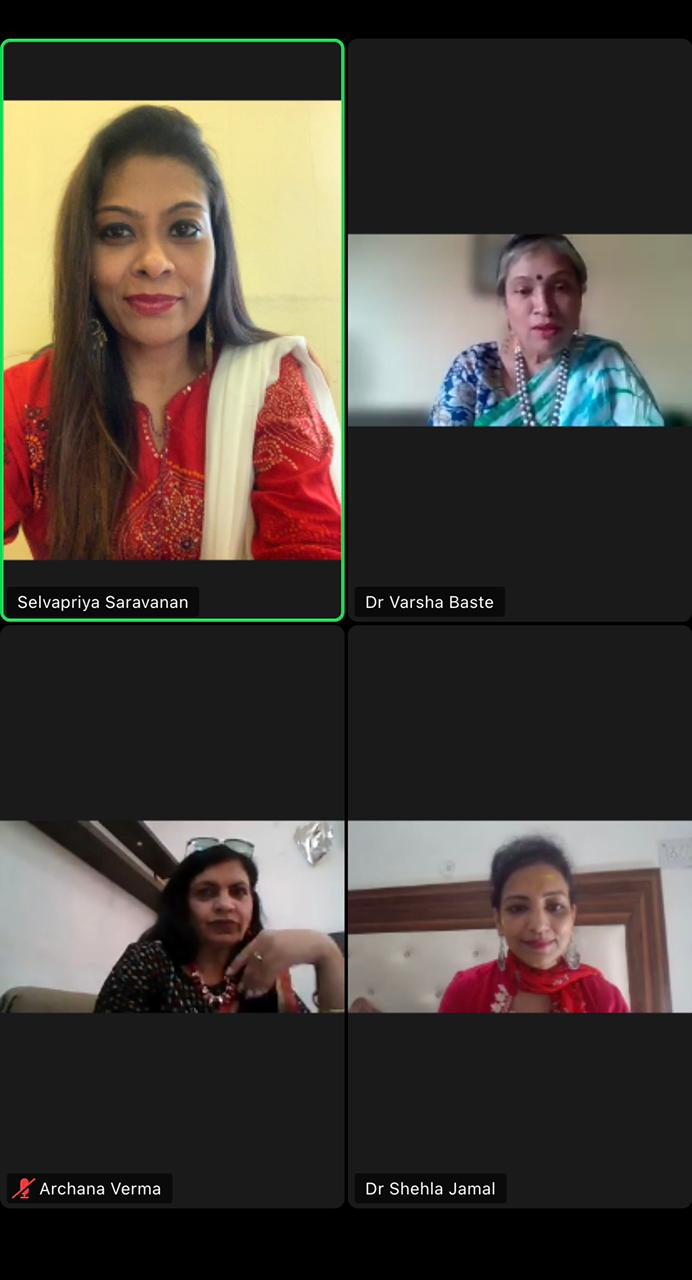 Selvapriya Saravanan
Dr Varsha Baste
Archana Verma
Dr Shehla Jamal